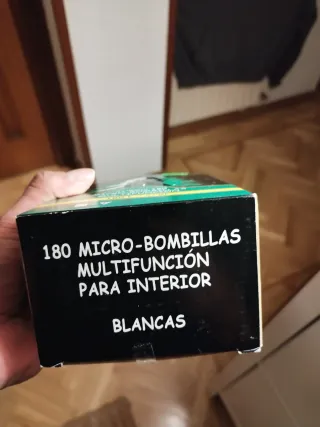 180 MICRO-BOMBILLAS
MULTIFUNCIÓN
PARA INTERIOR
BLANCAS